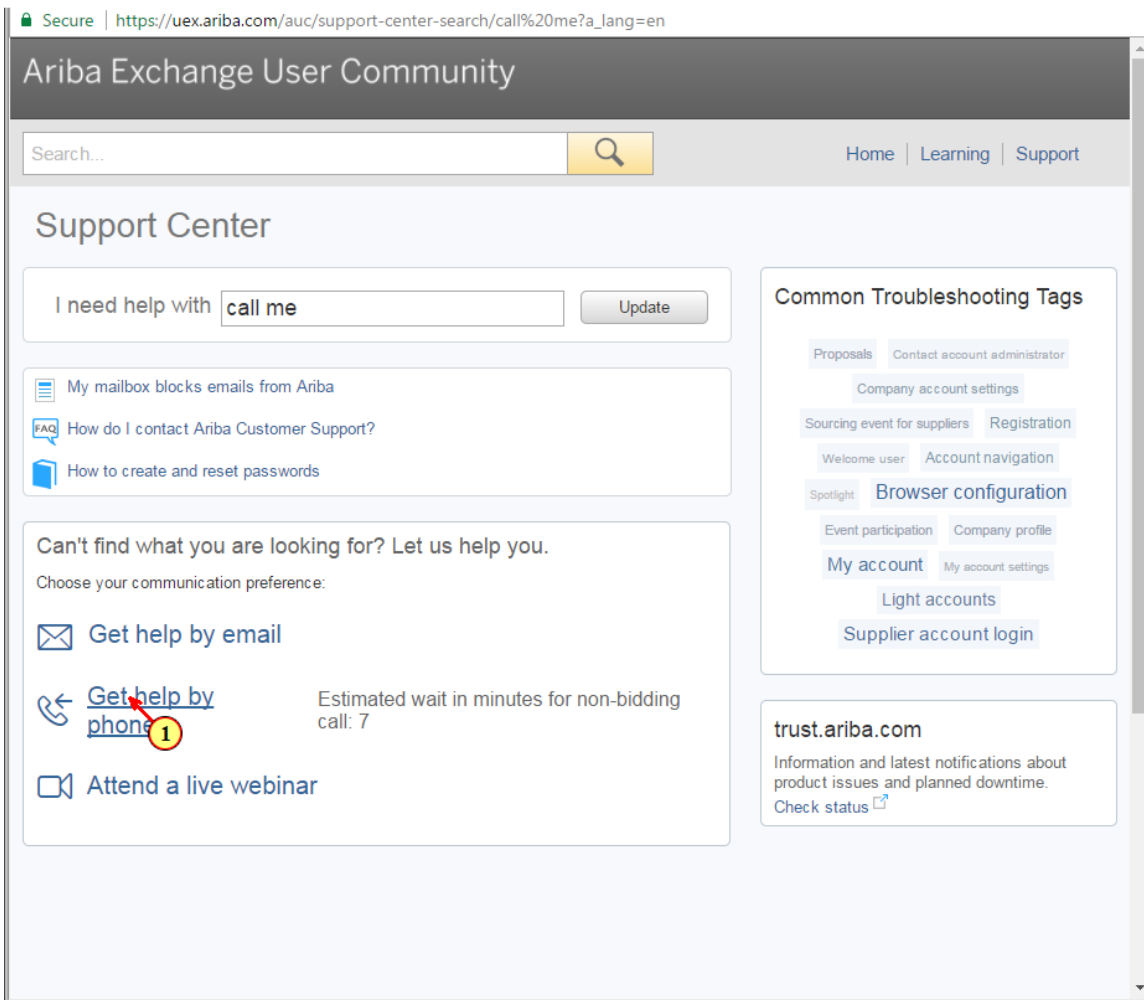 Secure | https://uex.ariba.com/auc/support-center-search/call%20me?a_lang=en
Ariba Exchange User Community
Search...
Home | Learning | Support
Support Center
I need help with call me Update
My mailbox blocks emails from Ariba
FAQ How do I contact Ariba Customer Support?
How to create and reset passwords
Can't find what you are looking for? Let us help you.
Choose your communication preference:
Get help by email
Get help by
phone
1
Estimated wait in minutes for non-bidding
call: 7
Attend a live webinar
Common Troubleshooting Tags
Proposals Contact account administrator
Company account settings
Sourcing event for suppliers Registration
Welcome user Account navigation
Spotlight Browser configuration
Event participation Company profile
My account My account settings
Light accounts
Supplier account login
trust.ariba.com
Information and latest notifications about
product issues and planned downtime.
Check status